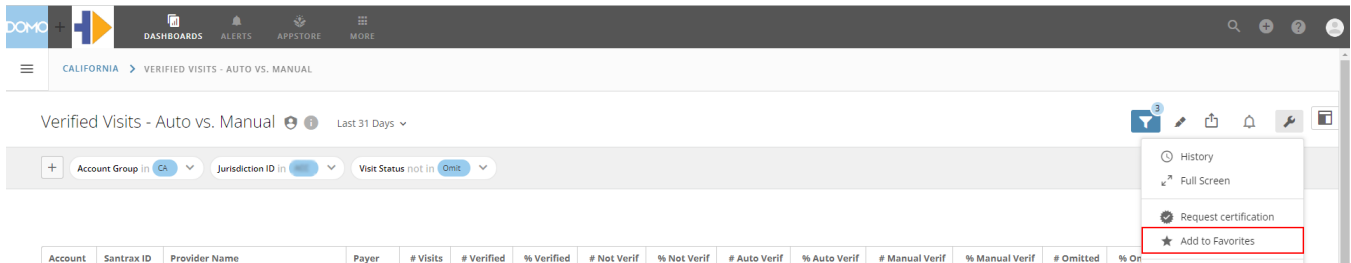 DOMO +
DASHBOARDS ALERTS APPSTORE MORE
CALIFORNIA > VERIFIED VISITS - AUTO VS. MANUAL
Verified Visits - Auto vs. Manual Last 31 Days
3
+ Account Group in CA Jurisdiction ID in Visit Status not in Omit
History
Full Screen
Request certification
Add to Favorites
Account Santrax ID Provider Name Payer # Visits # Verified % Verified # Not Verif % Not Verif # Auto Verif % Auto Verif # Manual Verif % Manual Verif # Omitted